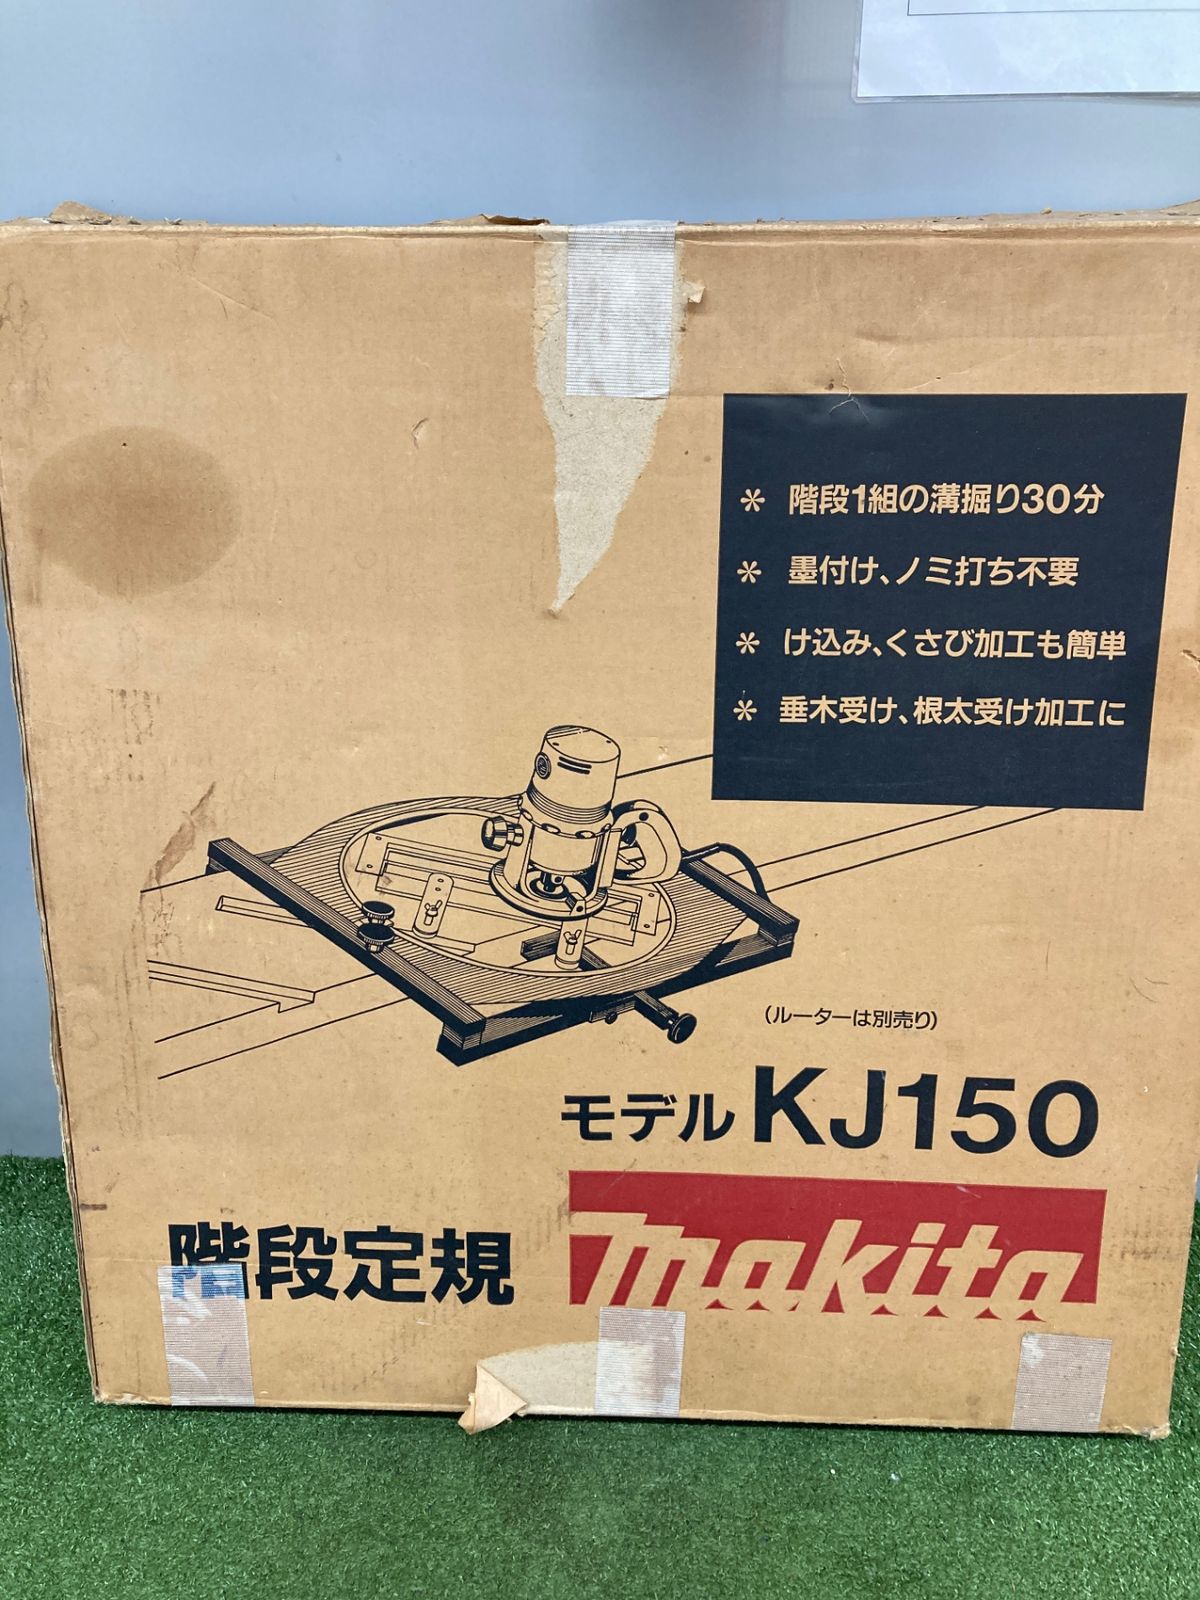 * 階段1組の溝掘り30分
* 墨付け、ノミ打ち不要
* け込み、くさび加工も簡単
* 垂木受け、根太受け加工に
(ルーターは別売り)
モデル KJ150
階段定規
makita